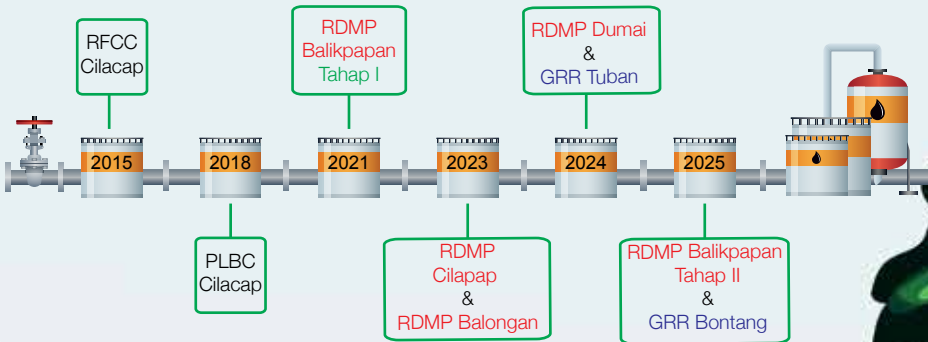 RFCC
Cilacap
2015
2018
PLBC
Cilacap
RDMP
Balikpapan
Tahap I
2021
2023
RDMP
Cilapap
&
RDMP Balongan
RDMP Dumai
&
GRR Tuban
2024
2025
RDMP Balikpapan
Tahap II
&
GRR Bontang